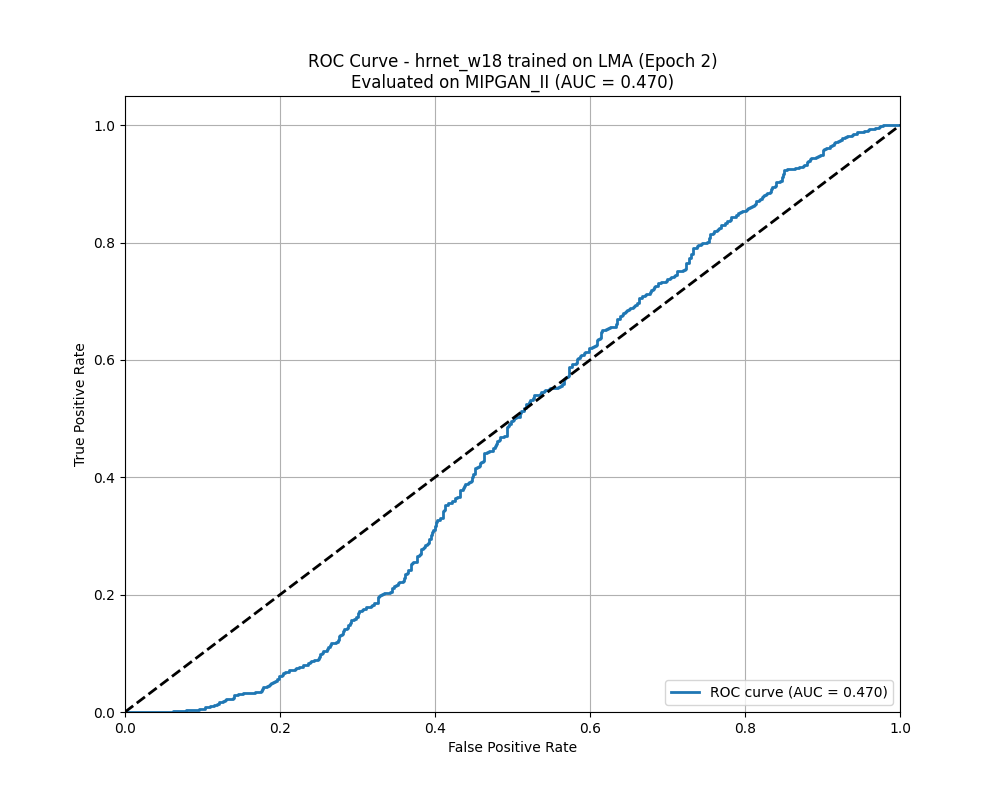 ROC Curve - hrnet_w18 trained on LMA (Epoch 2)
Evaluated on MIPGAN_II (AUC = 0.470)
1.0
0.8
0.6
0.4
0.2
0.0
True Positive Rate
ROC curve (AUC = 0.470)
0.0 0.2 0.4 0.6 0.8 1.0
False Positive Rate